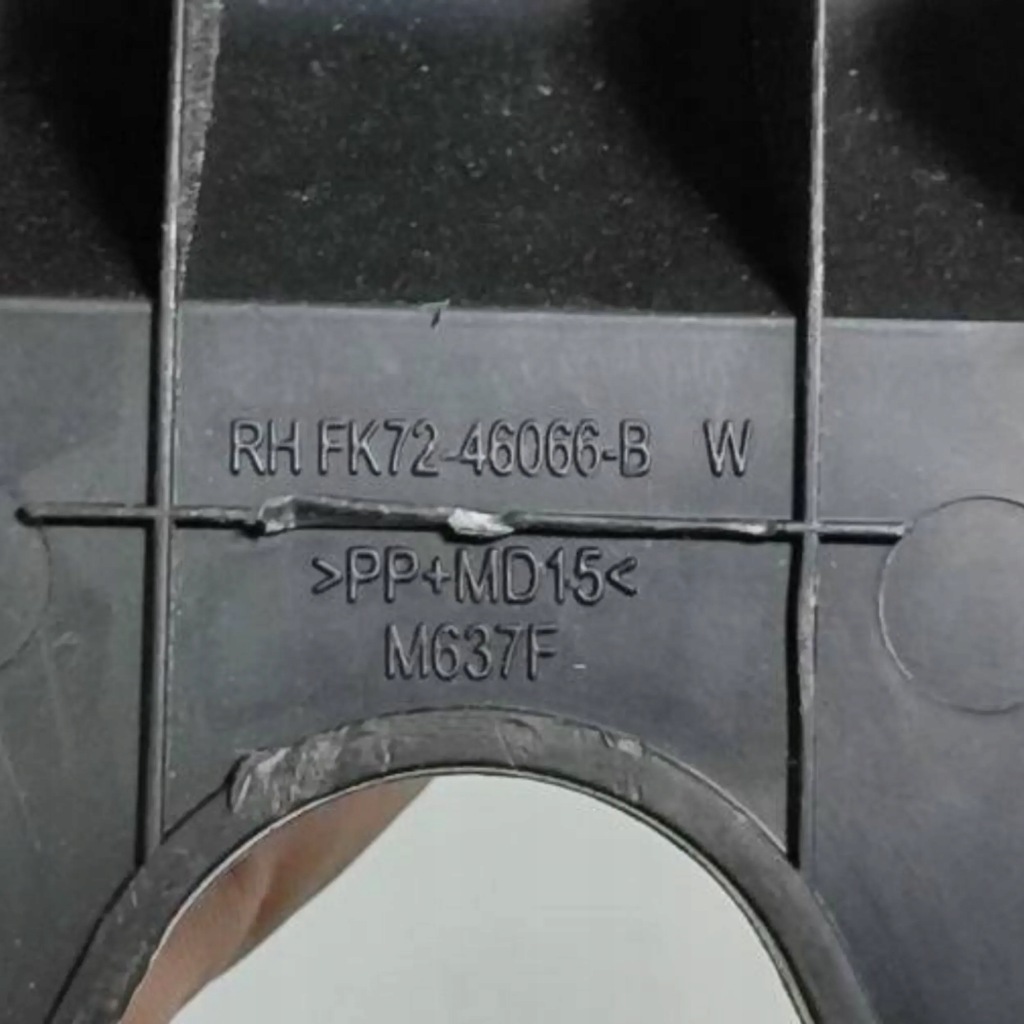 RH FK72-46066-B W
>PP+MD15<
M637F